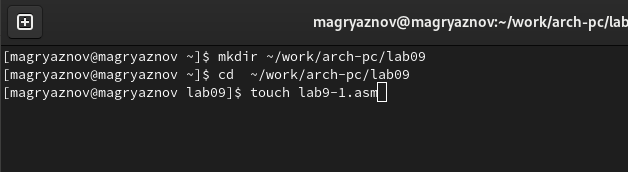 magryaznov@magryaznov:~/work/arch-pc/lab
[magryaznov@magryaznov ~]$ mkdir ~/work/arch-pc/lab09
[magryaznov@magryaznov ~]$ cd  ~/work/arch-pc/lab09
[magryaznov@magryaznov lab09]$ touch lab9-1.asm